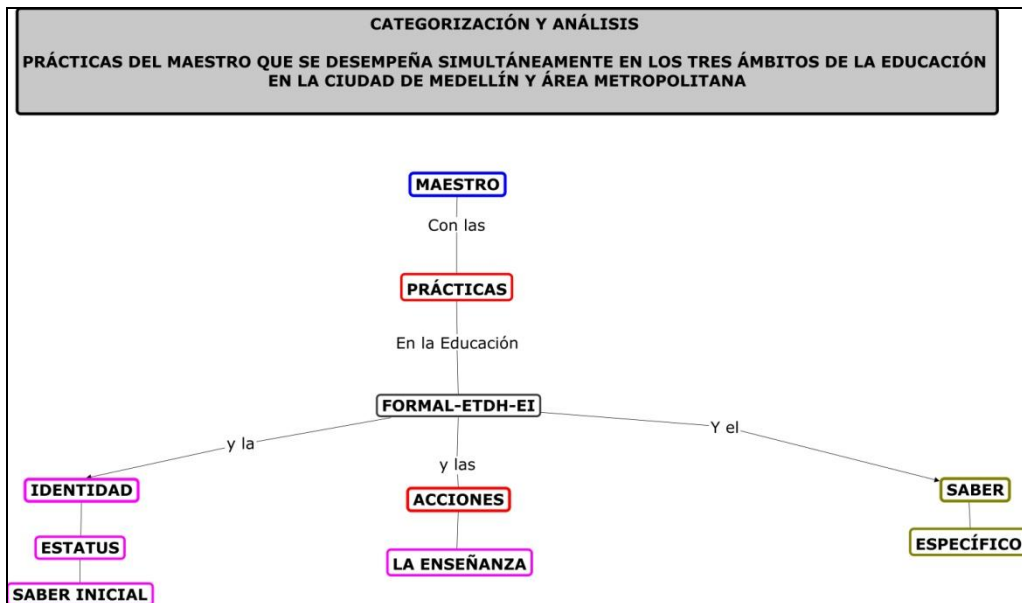 CATEGORIZACIÓN Y ANÁLISIS
PRÁCTICAS DEL MAESTRO QUE SE DESEMPEÑA SIMULTÁNEAMENTE EN LOS TRES ÁMBITOS DE LA EDUCACIÓN
EN LA CIUDAD DE MEDELLÍN Y ÁREA METROPOLITANA
MAESTRO
Con las
PRÁCTICAS
En la Educación
FORMAL-ETDH-EI
y la
y las
Y el
IDENTIDAD
ACCIONES
SABER
ESTATUS
LA ENSEÑANZA
ESPECÍFICO
SABER INICIAL